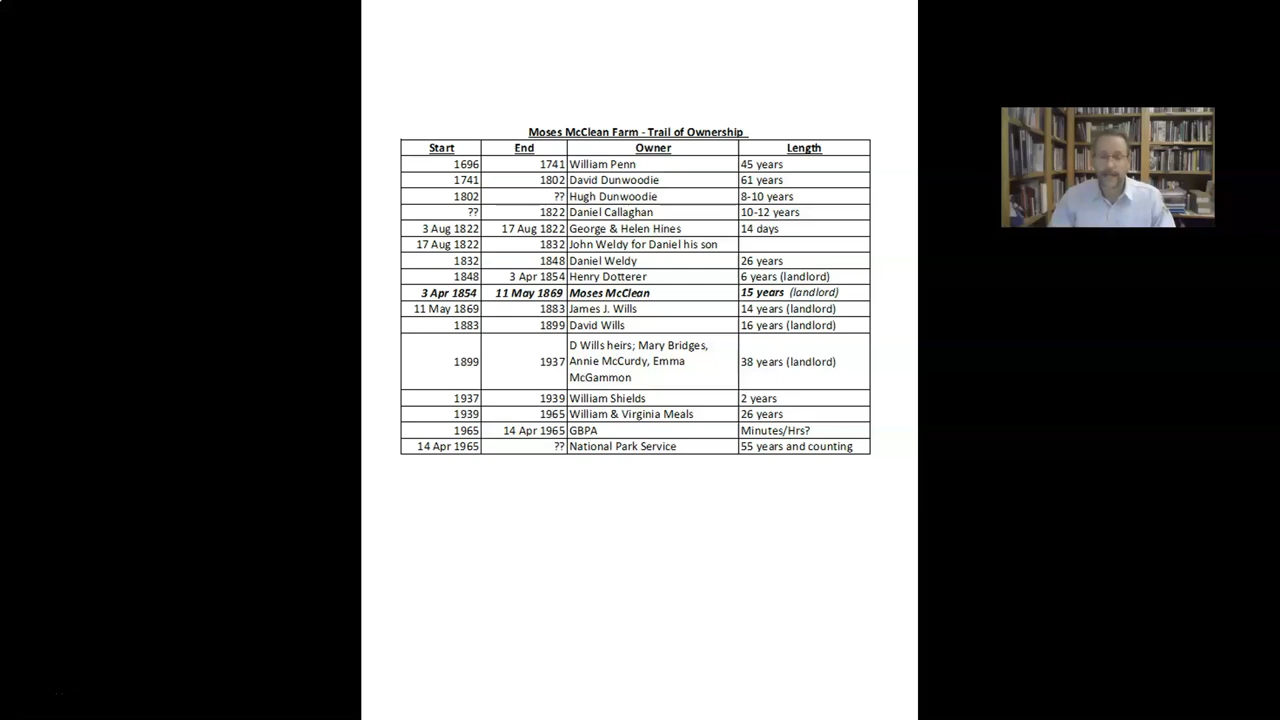 Moses McClean Farm - Trail of Ownership
Start End Owner Length
1696 1741 William Penn 45 years
1741 1802 David Dunwoodie 61 years
1802 ?? Hugh Dunwoodie 8-10 years
?? 1822 Daniel Callaghan 10-12 years
3 Aug 1822 17 Aug 1822 George & Helen Hines 14 days
17 Aug 1822 1832 John Weldy for Daniel his son
1832 1848 Daniel Weldy 26 years
1848 3 Apr 1854 Henry Dotterer 6 years (landlord)
3 Apr 1854 11 May 1869 Moses McClean 15 years (landlord)
11 May 1869 1883 James J. Wills 14 years (landlord)
1883 1899 David Wills 16 years (landlord)
1899 1937 D Wills heirs; Mary Bridges,
Annie McCurdy, Emma
McGammon 38 years (landlord)
1937 1939 William Shields 2 years
1939 1965 William & Virginia Meals 26 years
1965 14 Apr 1965 GBPA Minutes/Hrs?
14 Apr 1965 ?? National Park Service 55 years and counting